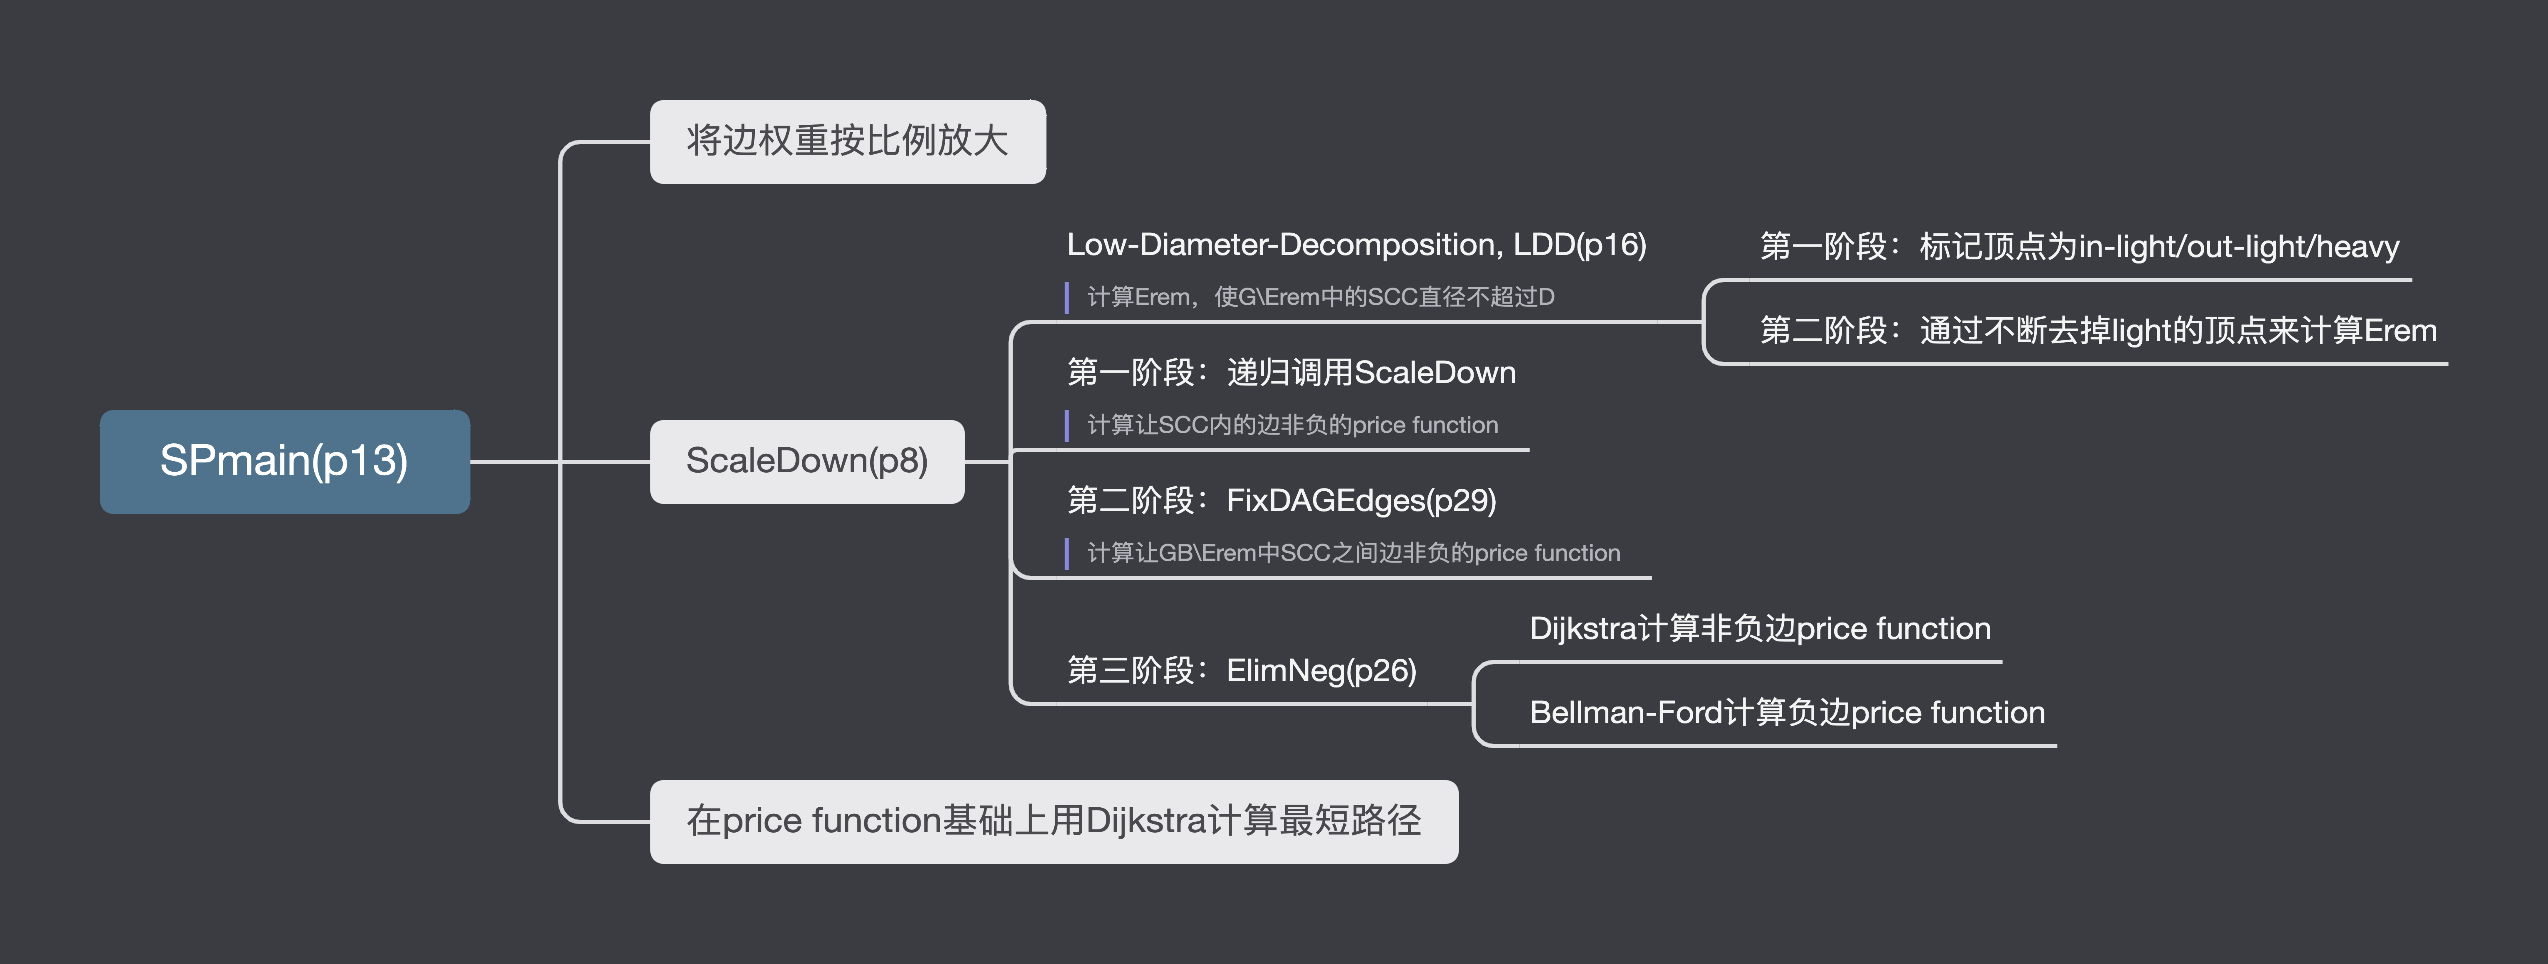 SPmain(p13)
将边权重按比例放大
ScaleDown(p8)
Low-Diameter-Decomposition, LDD(p16)
计算Erem，使G\Erem中的SCC直径不超过D
第一阶段：标记顶点为in-light/out-light/heavy
第二阶段：通过不断去掉light的顶点来计算Erem
第一阶段：递归调用ScaleDown
计算让SCC内的边非负的price function
第二阶段：FixDAGEdges(p29)
计算让GB\Erem中SCC之间边非负的price function
第三阶段：ElimNeg(p26)
Dijkstra计算非负边price function
Bellman-Ford计算负边price function
在price function基础上用Dijkstra计算最短路径